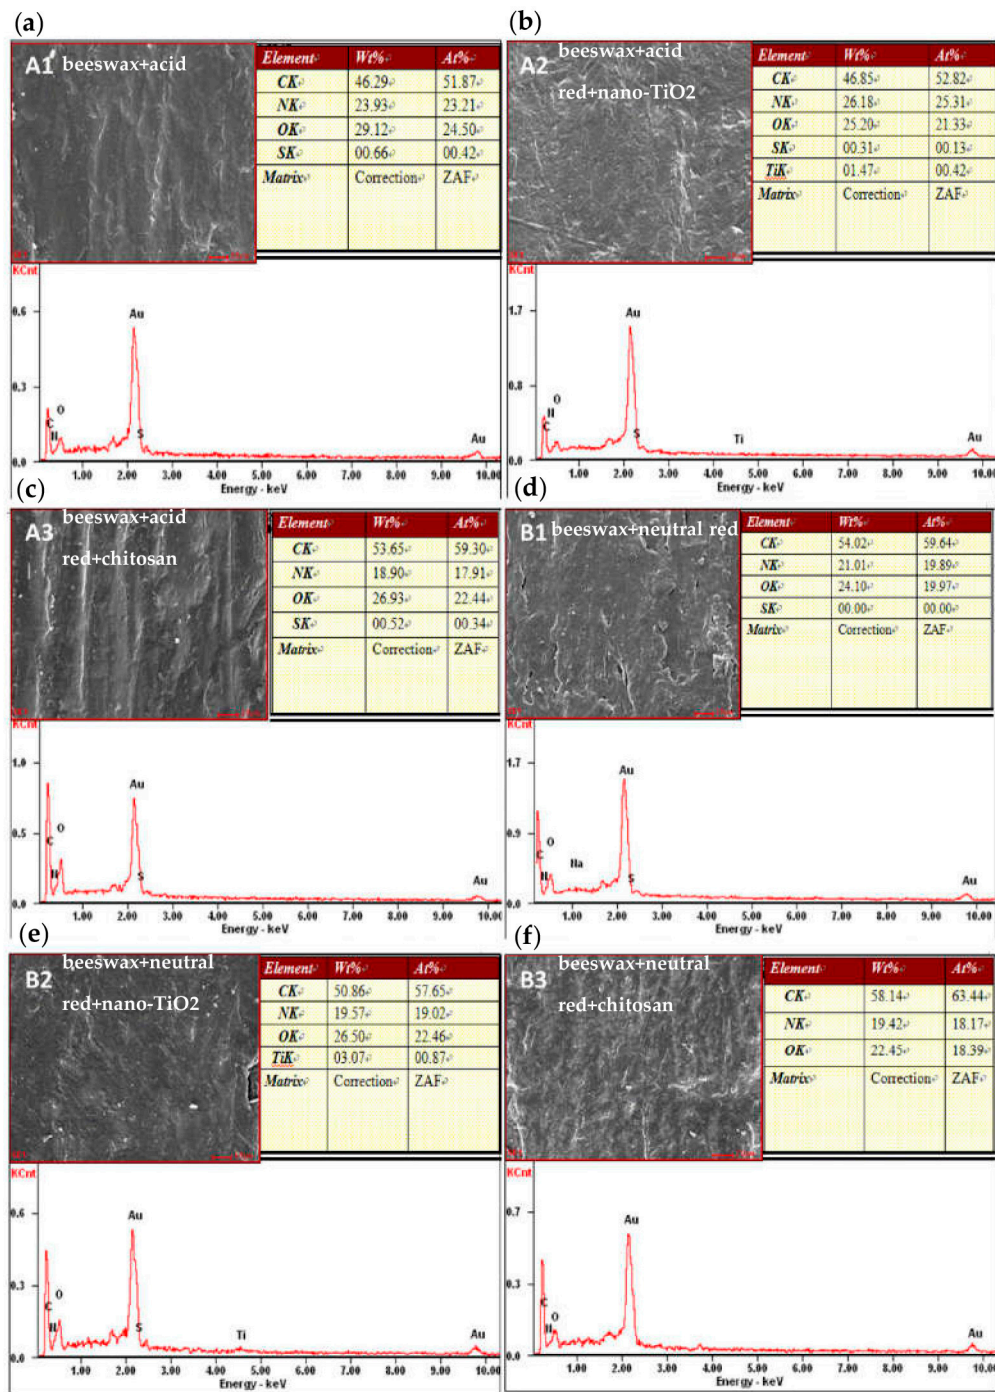 (a)
A1 beeswax+acid
Element Wt% At%
CK 46.29 51.87
NK 23.93 23.21
OK 29.12 24.50
SK 00.66 00.42
Matrix Correction ZAF
KCnt
0.6
0.3
0.0
C
N
O
Au
S
Au
1.00 2.00 3.00 4.00 5.00 6.00 7.00 8.00 9.00 10.00
Energy - keV
(b)
A2 beeswax+acid
red+nano-TiO2
Element Wt% At%
CK 46.85 52.82
NK 26.18 25.31
OK 25.20 21.33
SK 00.31 00.13
TiK 01.47 00.42
Matrix Correction ZAF
KCnt
1.7
0.8
0.0
C
N
O
Au
S
Ti
Au
1.00 2.00 3.00 4.00 5.00 6.00 7.00 8.00 9.00 10.00
Energy - keV
(c)
A3 beeswax+acid
red+chitosan
Element Wt% At%
CK 53.65 59.30
NK 18.90 17.91
OK 26.93 22.44
SK 00.52 00.34
Matrix Correction ZAF
KCnt
1.0
0.5
0.0
C
N
O
Au
S
Au
1.00 2.00 3.00 4.00 5.00 6.00 7.00 8.00 9.00 10.00
Energy - keV
(d)
B1 beeswax+neutral red
Element Wt% At%
CK 54.02 59.64
NK 21.01 19.89
OK 24.10 19.97
SK 00.00 00.00
Matrix Correction ZAF
KCnt
1.7
0.9
0.0
C
N
O
Na
Au
S
Au
1.00 2.00 3.00 4.00 5.00 6.00 7.00 8.00 9.00 10.00
Energy - keV
(e)
B2 beeswax+neutral
red+nano-TiO2
Element Wt% At%
CK 50.86 57.65
NK 19.57 19.02
OK 26.50 22.46
TiK 03.07 00.87
Matrix Correction ZAF
KCnt
0.6
0.3
0.0
C
N
O
Au
S
Ti
Au
1.00 2.00 3.00 4.00 5.00 6.00 7.00 8.00 9.00 10.00
Energy - keV
(f)
B3 beeswax+neutral
red+chitosan
Element Wt% At%
CK 58.14 63.44
NK 19.42 18.17
OK 22.45 18.39
Matrix Correction ZAF
KCnt
0.7
0.3
0.0
C
N
O
Au
Au
1.00 2.00 3.00 4.00 5.00 6.00 7.00 8.00 9.00 10.00
Energy - keV